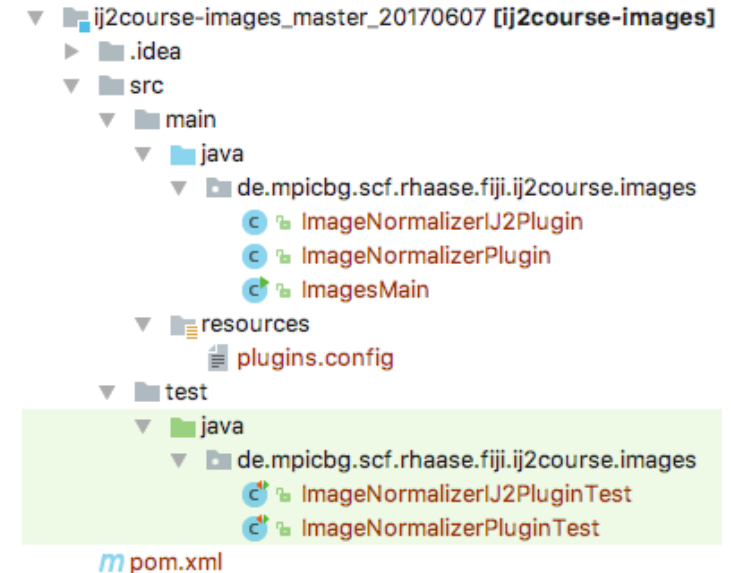 ij2course-images_master_20170607 [ij2course-images]
.idea
src
main
java
de.mpicbg.scf.rhaase.fiji.ij2course.images
ImageNormalizerIJ2Plugin
ImageNormalizerPlugin
ImagesMain
resources
plugins.config
test
java
de.mpicbg.scf.rhaase.fiji.ij2course.images
ImageNormalizerIJ2PluginTest
ImageNormalizerPluginTest
pom.xml